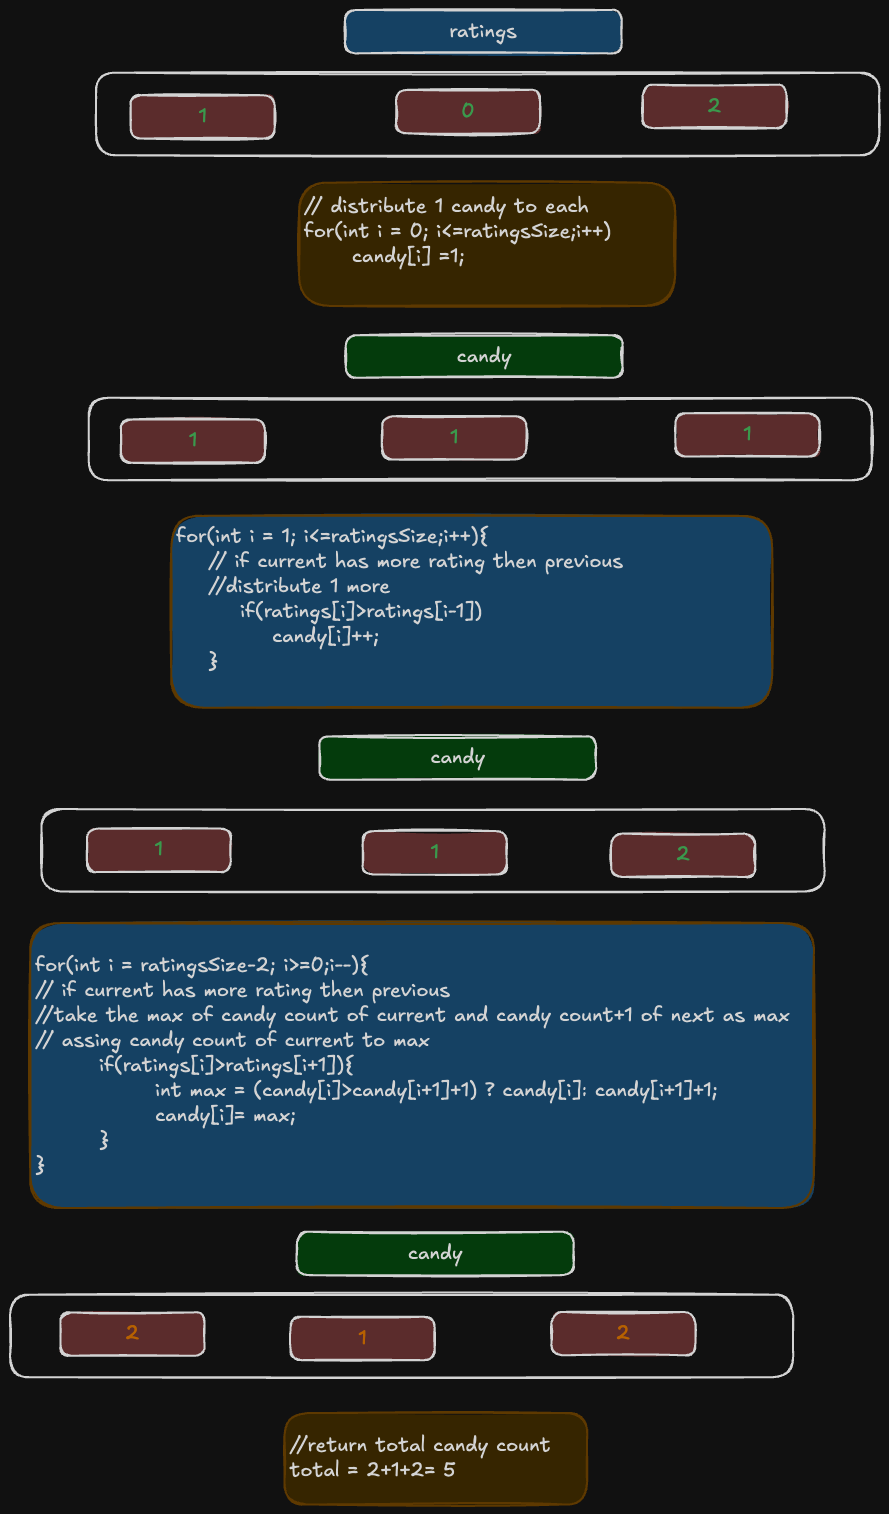 ratings
1 0 2
// distribute 1 candy to each
for(int i = 0; i<=ratingsSize;i++)
candy[i] =1;
candy
1 1 1
for(int i = 1; i<=ratingsSize;i++){
// if current has more rating then previous
//distribute 1 more
if(ratings[i]>ratings[i-1])
candy[i]++;
}
candy
1 1 2
for(int i = ratingsSize-2; i>=0;i--){
// if current has more rating then previous
//take the max of candy count of current and candy count+1 of next as max
// assing candy count of current to max
if(ratings[i]>ratings[i+1]){
int max = (candy[i]>candy[i+1]+1) ? candy[i]: candy[i+1]+1;
candy[i]= max;
}
}
candy
2 1 2
//return total candy count
total = 2+1+2= 5